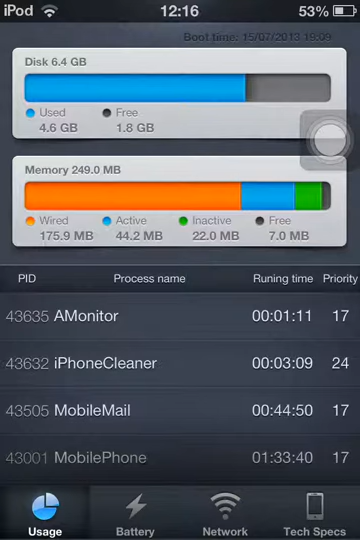 iPod 12:16 53%
Boot time: 15/07/2013 19:09
Disk 6.4 GB
Used Free
4.6 GB 1.8 GB
Memory 249.0 MB
Wired Active Inactive Free
175.9 MB 44.2 MB 22.0 MB 7.0 MB
PID Process name Runing time Priority
43635 AMonitor 00:01:11 17
43632 iPhoneCleaner 00:03:09 24
43505 MobileMail 00:44:50 17
43001 MobilePhone 01:33:40 17
Usage Battery Network Tech Specs